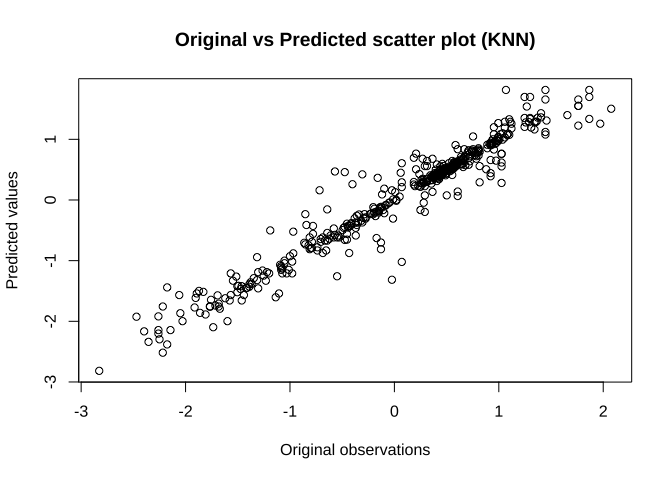 Original vs Predicted scatter plot (KNN)
Predicted values
1
0
-1
-2
-3
-3 -2 -1 0 1 2
Original observations